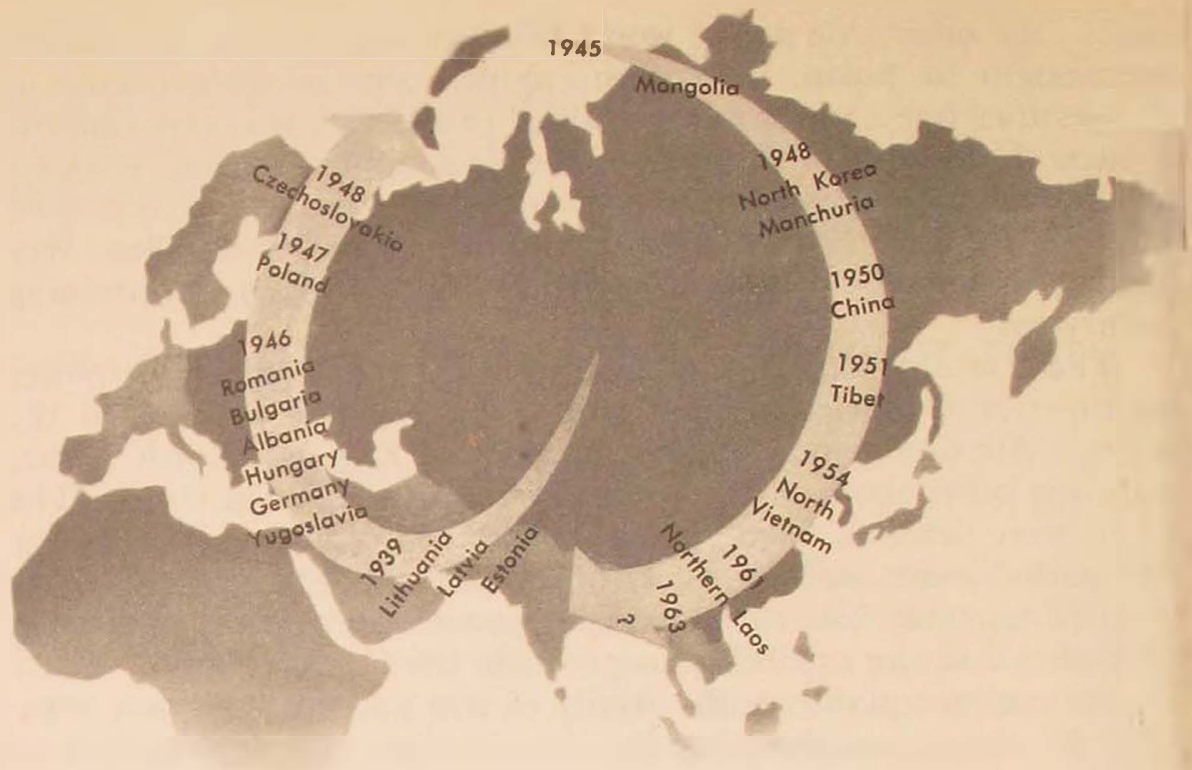 1945
Mongolia
1948
North Korea
Manchuria
1950
China
1951
Tibet
1954
North
Vietnam
1961
Northern Laos
1963
?
1948
Czechoslovakia
1947
Poland
1946
Romania
Bulgaria
Albania
Hungary
Germany
Yugoslavia
1939
Lithuania
Latvia
Estonia